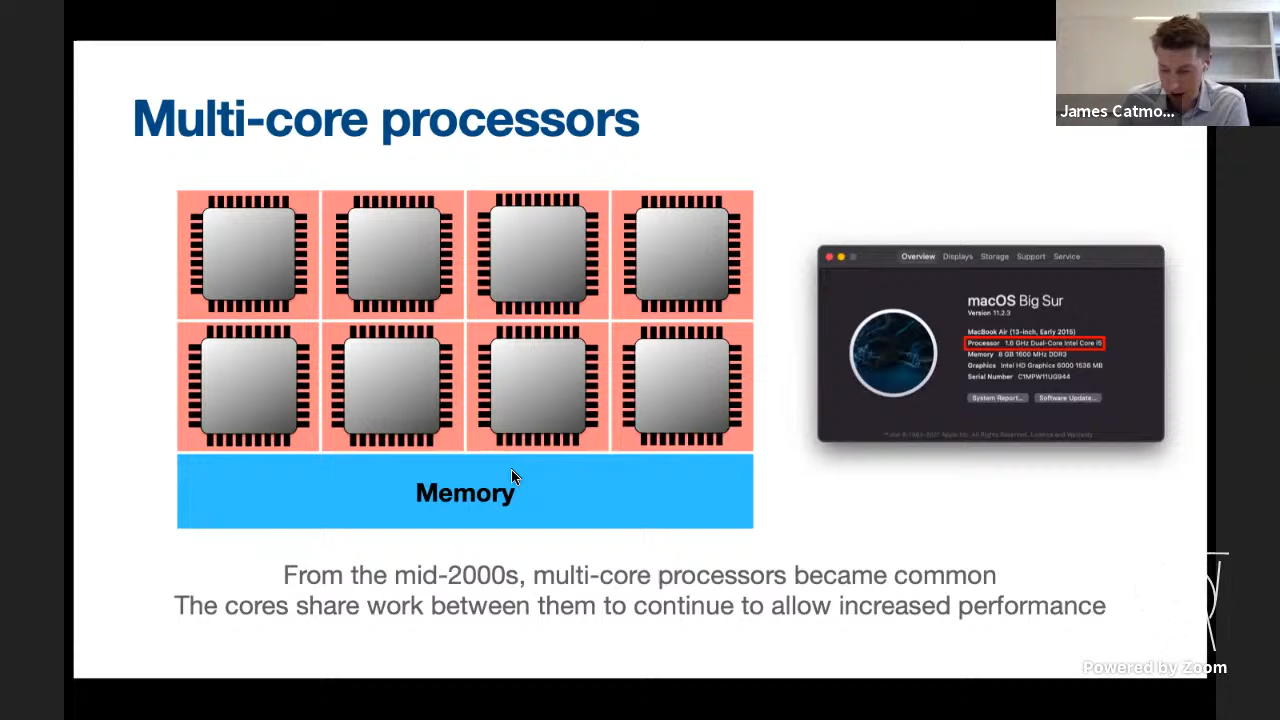 Multi-core processors
James Catmo...
Overview Displays Storage Support Service
macOS Big Sur
Version 11.2.3
MacBook Air (13-inch, Early 2015)
Processor 1.6 GHz Dual-Core Intel Core i5
Memory 8 GB 1600 MHz DDR3
Graphics Intel HD Graphics 6000 1536 MB
Serial Number C1MPW11UG944
System Report... Software Update...
Memory
From the mid-2000s, multi-core processors became common
The cores share work between them to continue to allow increased performance
Powered by Zoom